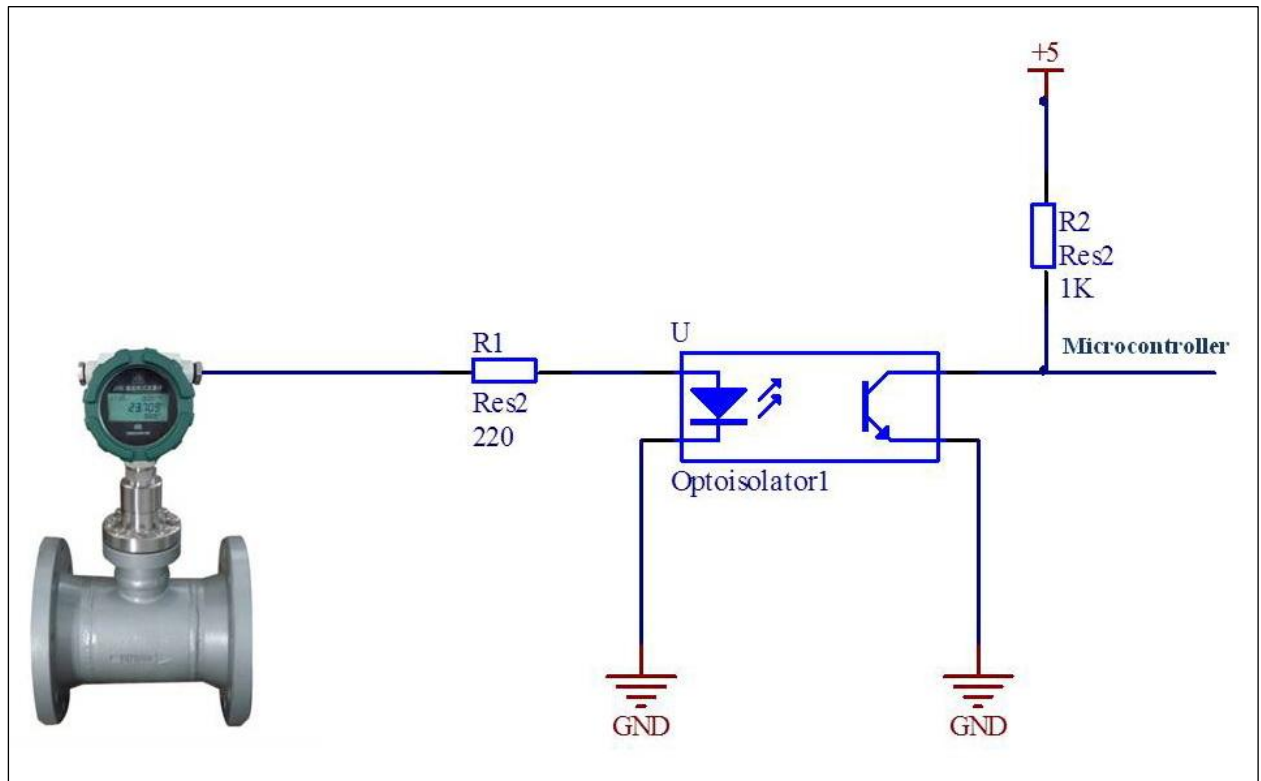 +5
R2
Res2
1K
Microcontroller
U
R1
Res2
220
Optoisolator1
GND
GND